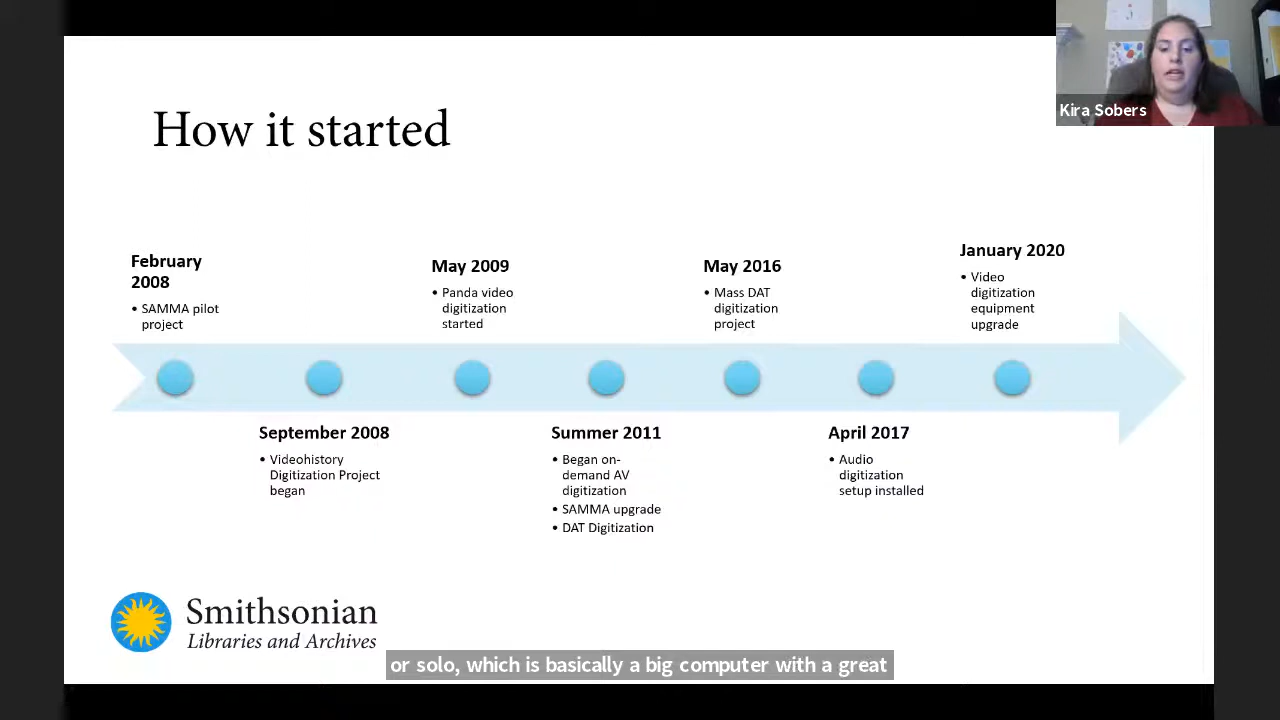 Kira Sobers
How it started
February
2008
• SAMMA pilot
project
September 2008
• Videohistory
Digitization Project
began
May 2009
• Panda video
digitization
started
Summer 2011
• Began on-
demand AV
digitization
• SAMMA upgrade
• DAT Digitization
May 2016
• Mass DAT
digitization
project
April 2017
• Audio
digitization
setup installed
January 2020
• Video
digitization
equipment
upgrade
Smithsonian
Libraries and Archives
or solo, which is basically a big computer with a great